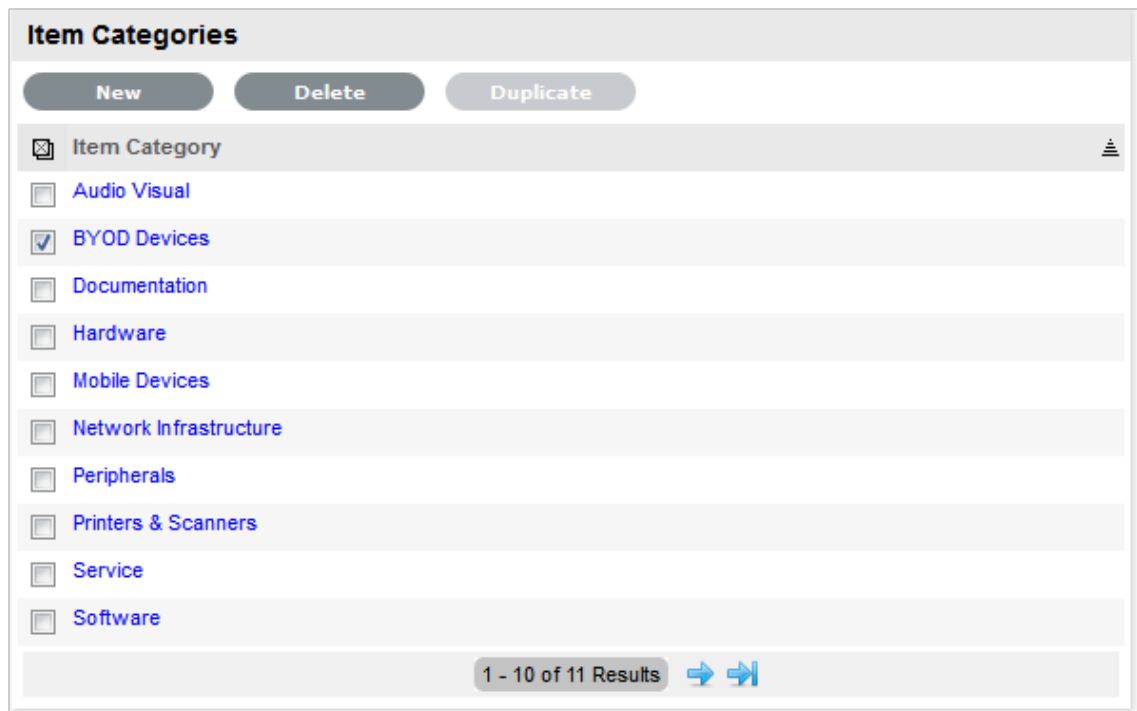 Item Categories
New Delete Duplicate
Item Category
Audio Visual
BYOD Devices
Documentation
Hardware
Mobile Devices
Network Infrastructure
Peripherals
Printers & Scanners
Service
Software
1 - 10 of 11 Results